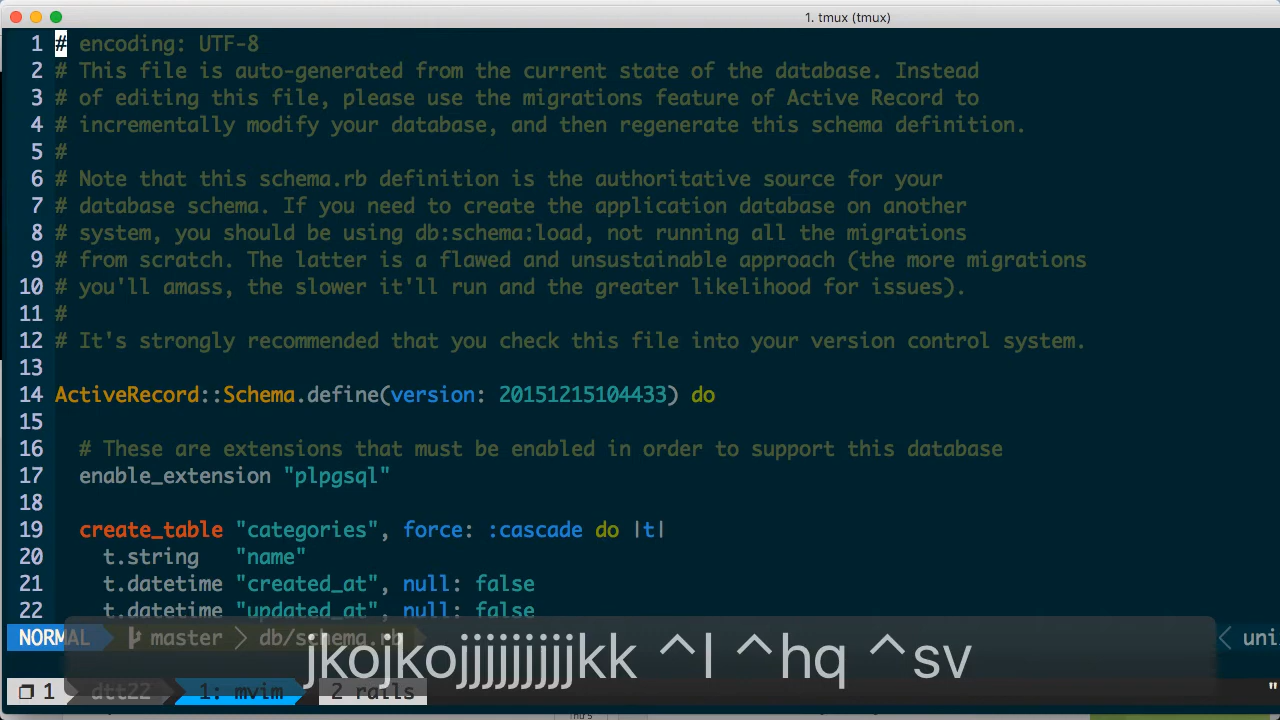 1. tmux (tmux)
1 # encoding: UTF-8
2 # This file is auto-generated from the current state of the database. Instead
3 # of editing this file, please use the migrations feature of Active Record to
4 # incrementally modify your database, and then regenerate this schema definition.
5 #
6 # Note that this schema.rb definition is the authoritative source for your
7 # database schema. If you need to create the application database on another
8 # system, you should be using db:schema:load, not running all the migrations
9 # from scratch. The latter is a flawed and unsustainable approach (the more migrations
10 # you'll amass, the slower it'll run and the greater likelihood for issues).
11 #
12 # It's strongly recommended that you check this file into your version control system.
13
14 ActiveRecord::Schema.define(version: 20151215104433) do
15
16 # These are extensions that must be enabled in order to support this database
17 enable_extension "plpgsql"
18
19 create_table "categories", force: :cascade do |t|
20 t.string "name"
21 t.datetime "created_at", null: false
22 t.datetime "updated_at", null: false
NORMAL master db/schema.rb uni
jkojkojjjjjjjjjkk ^l ^hq ^sv
1 dtt22 1: mvim 2 rails "